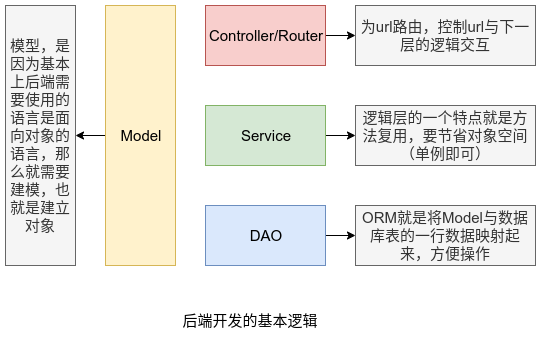 模型，是
因为基本
上后端需
要使用的
语言是面
向对象的
语言，那
么就需要
建模，也
就是建立
对象
Model
Controller/Router
为url路由，控制url与下一
层的逻辑交互
Service
逻辑层的一个特点就是方
法复用，要节省对象空间
（单例即可）
DAO
ORM就是将Model与数据
库表的一行数据映射起
来，方便操作
后端开发的基本逻辑